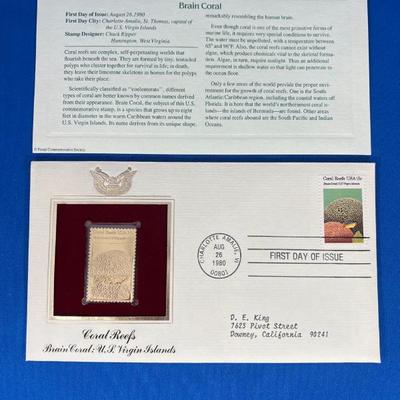 Brain Coral
First Day of Issue: August 26, 1980
First Day City: Charlotte Amalie, St. Thomas, capital of
the U.S. Virgin Islands
Stamp Designer: Chuck Ripper
Huntington, West Virginia
Coral reefs are complex, self-perpetuating worlds that
flourish beneath the sea. They are formed by tiny, tentacled
polyps who cluster together for survival in life; in death,
they leave their limestone skeletons as homes for the polyps
who take their place.
Scientifically classified as "coelenterate", different
types of coral are better known by common names derived
from their appearance. Brain Coral, the subject of this U.S.
commemorative stamp, is a species that grows up to eight
feet in diameter in the warm Caribbean waters around the
U.S. Virgin Islands. Its name derives from its unique shape,
remarkably resembling the human brain.
Even though coral is one of the most primitive forms of
marine life, it requires very special conditions to survive.
The water must be unpolluted, with a temperature between
65° and 96°F. Also, the coral reefs cannot exist without
algae, which produce chemicals vital to the skeletal forma-
tion. Algae, in turn, require sunlight. Thus an additional
requirement is shallow water so that light can penetrate to
the ocean floor.
Only a few areas of the world provide the proper envi-
ronment for the growth of coral reefs. One is the South
Atlantic/Caribbean region, including the coastal waters off
Florida. It is here that the world's northernmost coral is-
lands—the islands of Bermuda—are found. Other areas
where coral reefs abound are the South Pacific and Indian
Oceans.
© Postal Commemorative Society
Coral Reefs USA 15c
Brain Coral: U.S. Virgin Islands
CHARLOTTE AMALIE, VI
AUG
26
1980
00801
FIRST DAY OF ISSUE
Coral Reefs USA
D. E. King
7623 Pivot Street
Downey, California 90241
Coral Reefs
Brain Coral: U.S. Virgin Islands